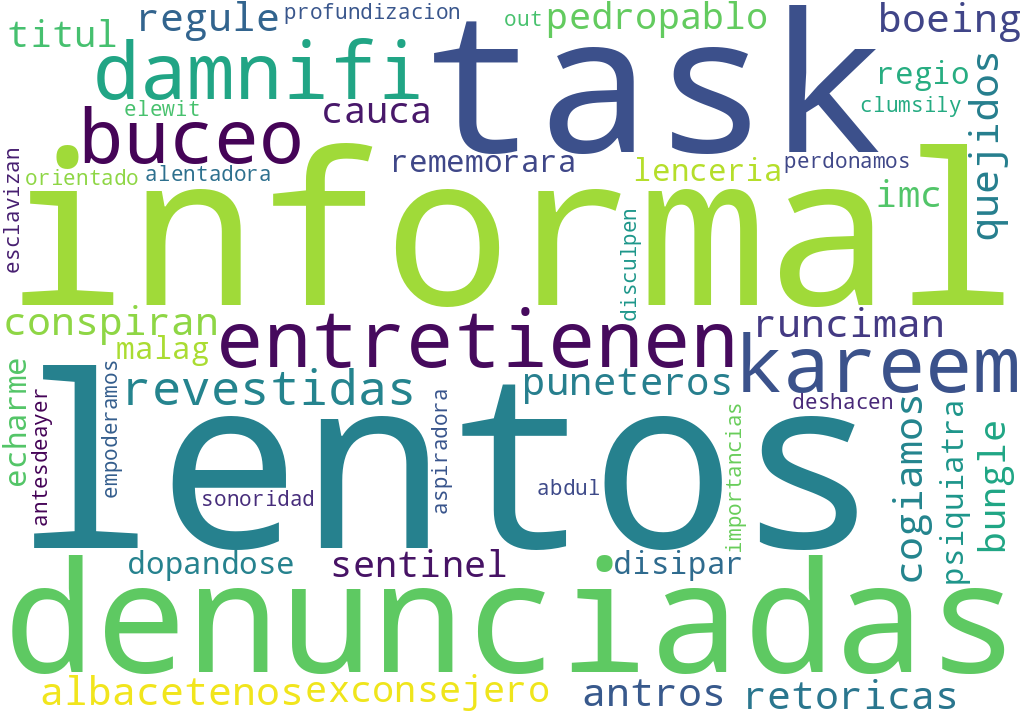 titul
regule
profundizacion
out
pedropablo
boeing
task
damnifi
elewit
cauca
regio
clumsily
quejidos
buceo
esclavizan
orientado
alentadora
rememorara
lenceria
perdonamos
imc
informal
disculpen
conspiran
malag
entretienen
runciman
kareem
echarme
antesdeayer
empoderamos
revestidas
aspiradora
puneteros
deshacen
lentos
sonoridad
abdul
importancias
cogiamos
psiquiatra
bungle
dopandose
sentinel
disipar
denunciadas
albacetenos
exconsejero
antros
retoricas